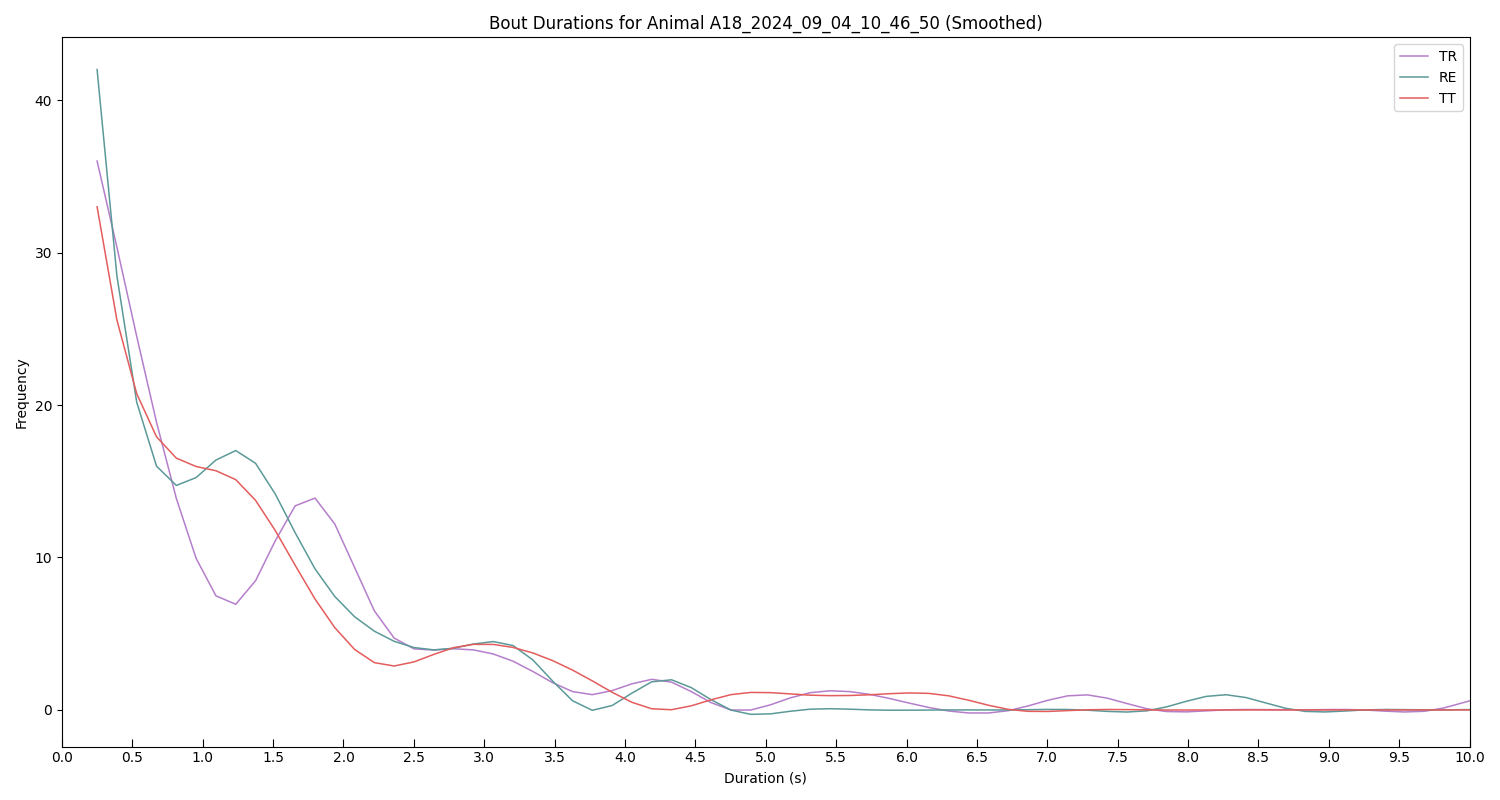 Bout Durations for Animal A18_2024_09_04_10_46_50 (Smoothed)
TR
RE
TT
Frequency
40
30
20
10
0
0.0 0.5 1.0 1.5 2.0 2.5 3.0 3.5 4.0 4.5 5.0 5.5 6.0 6.5 7.0 7.5 8.0 8.5 9.0 9.5 10.0
Duration (s)